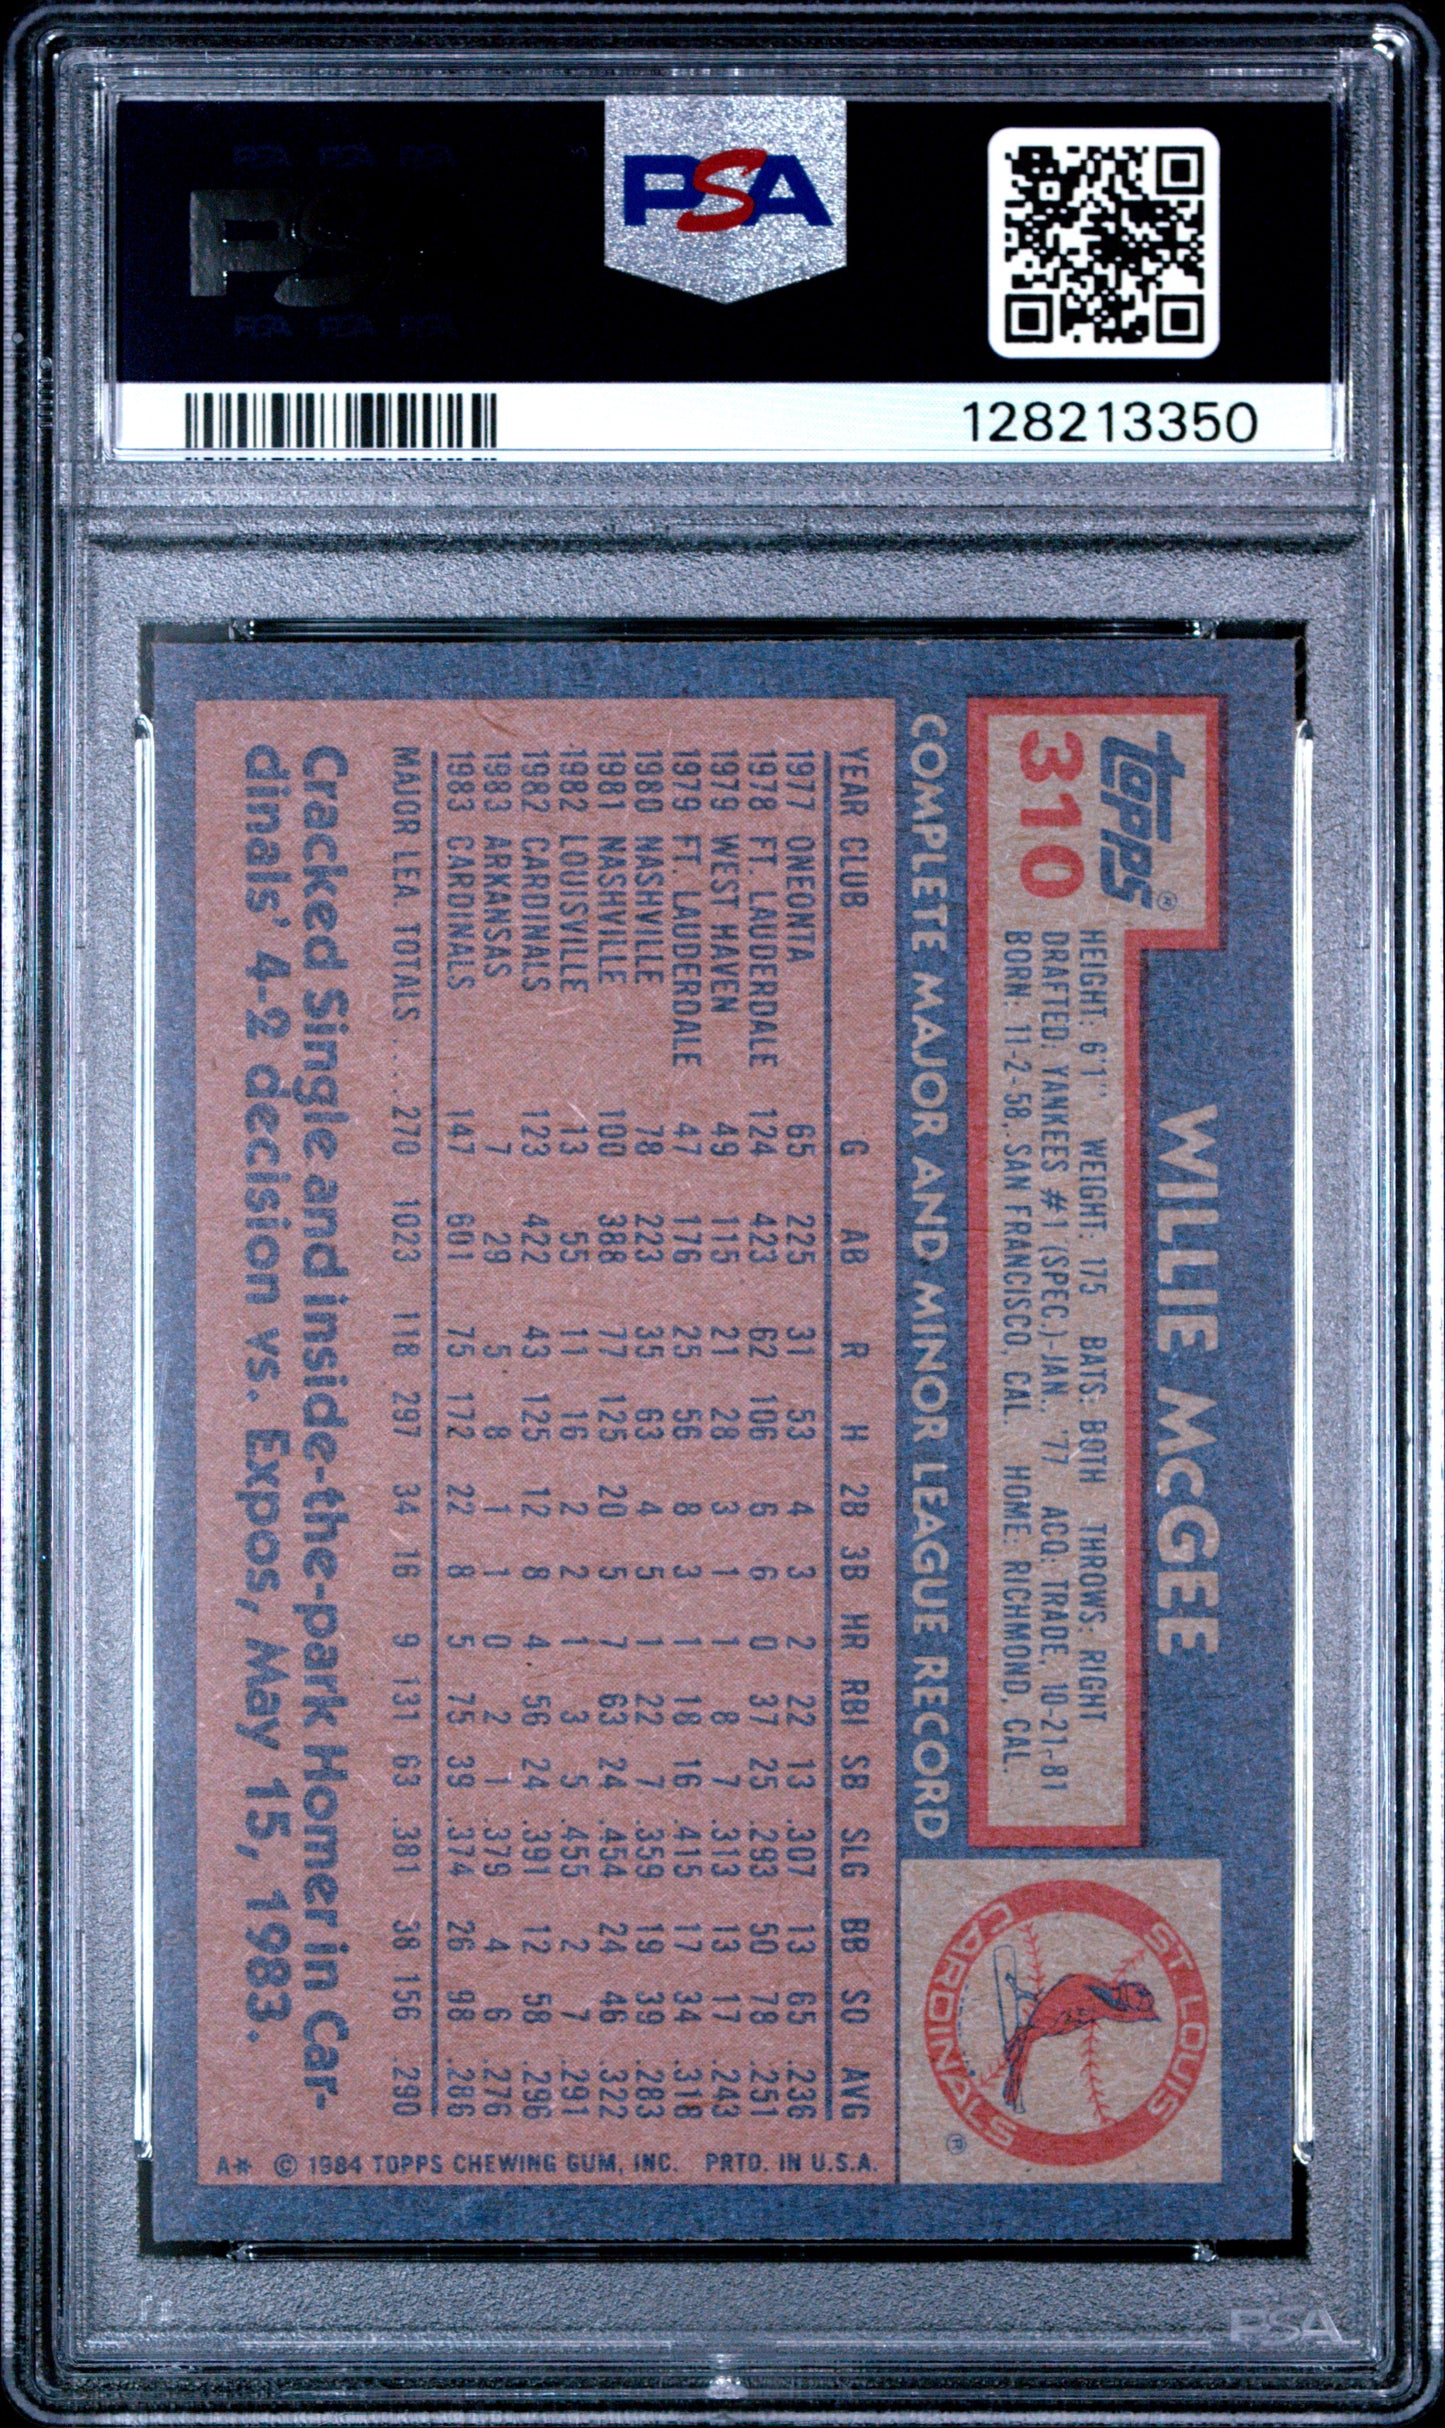 PSA
128213350
topps®
310
WILLIE McGEE
HEIGHT: 6'1" WEIGHT: 175 BATS: BOTH THROWS: RIGHT
DRAFTED: YANKEES #1 (SPEC.)-JAN., '77 ACQ: TRADE, 10-21-81
BORN: 11-2-58, SAN FRANCISCO, CAL. HOME: RICHMOND, CAL.
ST. LOUIS CARDINALS ®
COMPLETE MAJOR AND MINOR LEAGUE RECORD
YEAR CLUB G AB R H 2B 3B HR RBI SB SLG BB SO AVG
1977 ONEONTA 65 225 31 53 4 3 2 22 13 .307 13 65 .236
1978 FT. LAUDERDALE 124 423 62 106 6 6 0 37 25 .293 50 78 .251
1979 WEST HAVEN 49 115 21 28 3 1 1 8 7 .313 13 17 .243
1979 FT. LAUDERDALE 47 176 25 56 8 3 1 18 16 .415 17 34 .318
1980 NASHVILLE 78 223 35 63 4 5 1 22 7 .359 19 39 .283
1981 NASHVILLE 100 388 77 125 20 5 7 63 24 .454 24 46 .322
1982 LOUISVILLE 13 55 11 16 2 2 1 3 5 .455 2 7 .291
1982 CARDINALS 123 422 43 125 12 8 4 56 24 .391 12 58 .296
1983 ARKANSAS 7 29 5 8 1 1 0 2 1 .379 4 6 .276
1983 CARDINALS 147 601 75 172 22 8 5 75 39 .374 26 98 .286
MAJOR LEA. TOTALS .... 270 1023 118 297 34 16 9 131 63 .381 38 156 .290
Cracked Single and inside-the-park Homer in Car-
dinals' 4-2 decision vs. Expos, May 15, 1983.
A* © 1984 TOPPS CHEWING GUM, INC. PRTD. IN U.S.A.
PSA